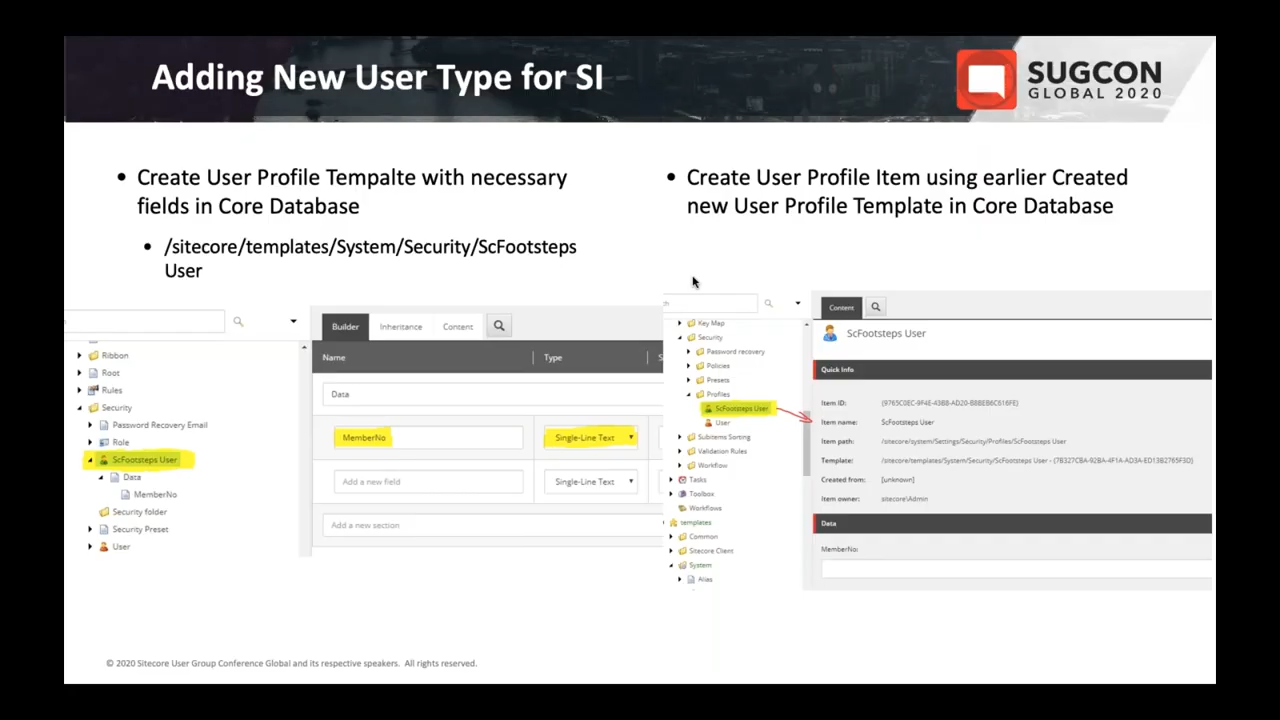 Adding New User Type for SI
SUGCON
GLOBAL 2020
• Create User Profile Tempalte with necessary
fields in Core Database
• /sitecore/templates/System/Security/ScFootsteps
User
• Create User Profile Item using earlier Created
new User Profile Template in Core Database
Ribbon
Root
Rules
Security
Password Recovery Email
Role
ScFootsteps User
Data
MemberNo
Security folder
Security Preset
User
Builder
Inheritance
Content
Name
Type
S
Data
MemberNo
Single-Line Text
Add a new field
Single-Line Text
Add a new section
Key Map
Security
Password recovery
Policies
Presets
Profiles
ScFootsteps User
User
Subitems Sorting
Validation Rules
Workflow
Tasks
Toolbox
Workflows
templates
Common
Sitecore Client
System
Alias
Content
ScFootsteps User
Quick Info
Item ID:
Item name:
ScFootsteps User
Item path:
/sitecore/system/Settings/Security/Profiles/ScFootsteps User
Template:
/sitecore/templates/System/Security/ScFootsteps User -
Created from:
[unknown]
Item owner:
sitecore\Admin
Data
MemberNo:
© 2020 Sitecore User Group Conference Global and its respective speakers. All rights reserved.